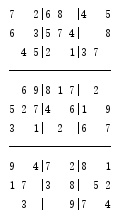 7 2|6 8 |4 5
6 3|5 7 4| 8
4 5|2 1|3 7
6 9|8 1 7| 2
5 2 7|4 6|1 9
3 1| 2 |6 7
9 4|7 2|8 1
1 7 |3 8| 5 2
3 | 9|7 4